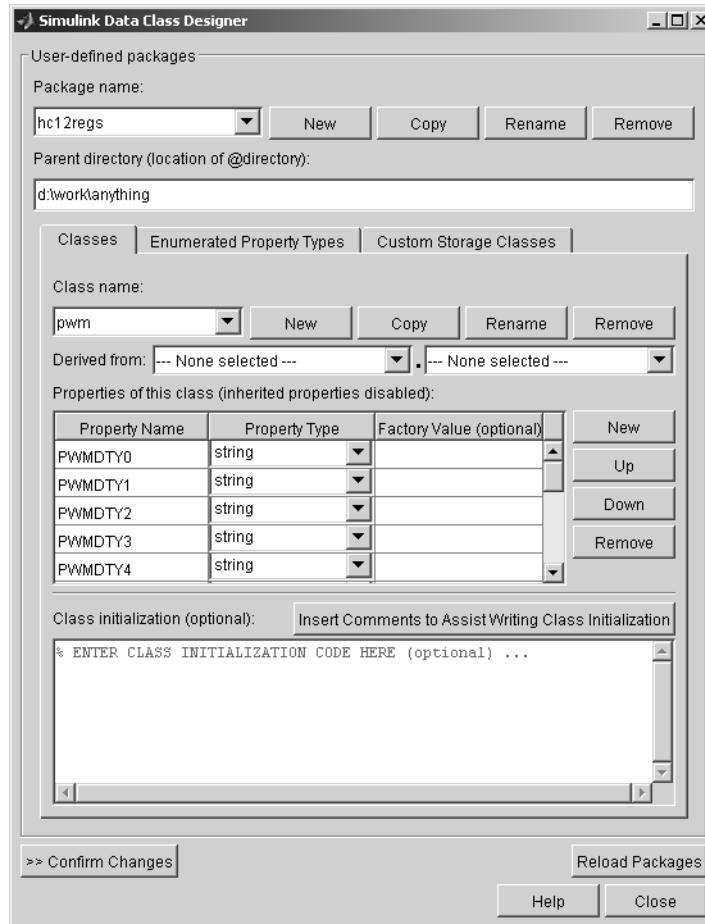 Simulink Data Class Designer
User-defined packages
Package name:
hc12regs New Copy Rename Remove
Parent directory (location of @directory):
d:\work\anything
Classes Enumerated Property Types Custom Storage Classes
Class name:
pwm New Copy Rename Remove
Derived from: --- None selected --- . --- None selected ---
Properties of this class (inherited properties disabled):
Property Name Property Type Factory Value (optional) New
PWMDTY0 string
Up
PWMDTY1 string
PWMDTY2 string Down
PWMDTY3 string Remove
PWMDTY4 string
Class initialization (optional): Insert Comments to Assist Writing Class Initialization
% ENTER CLASS INITIALIZATION CODE HERE (optional) ...
>> Confirm Changes Reload Packages
Help Close